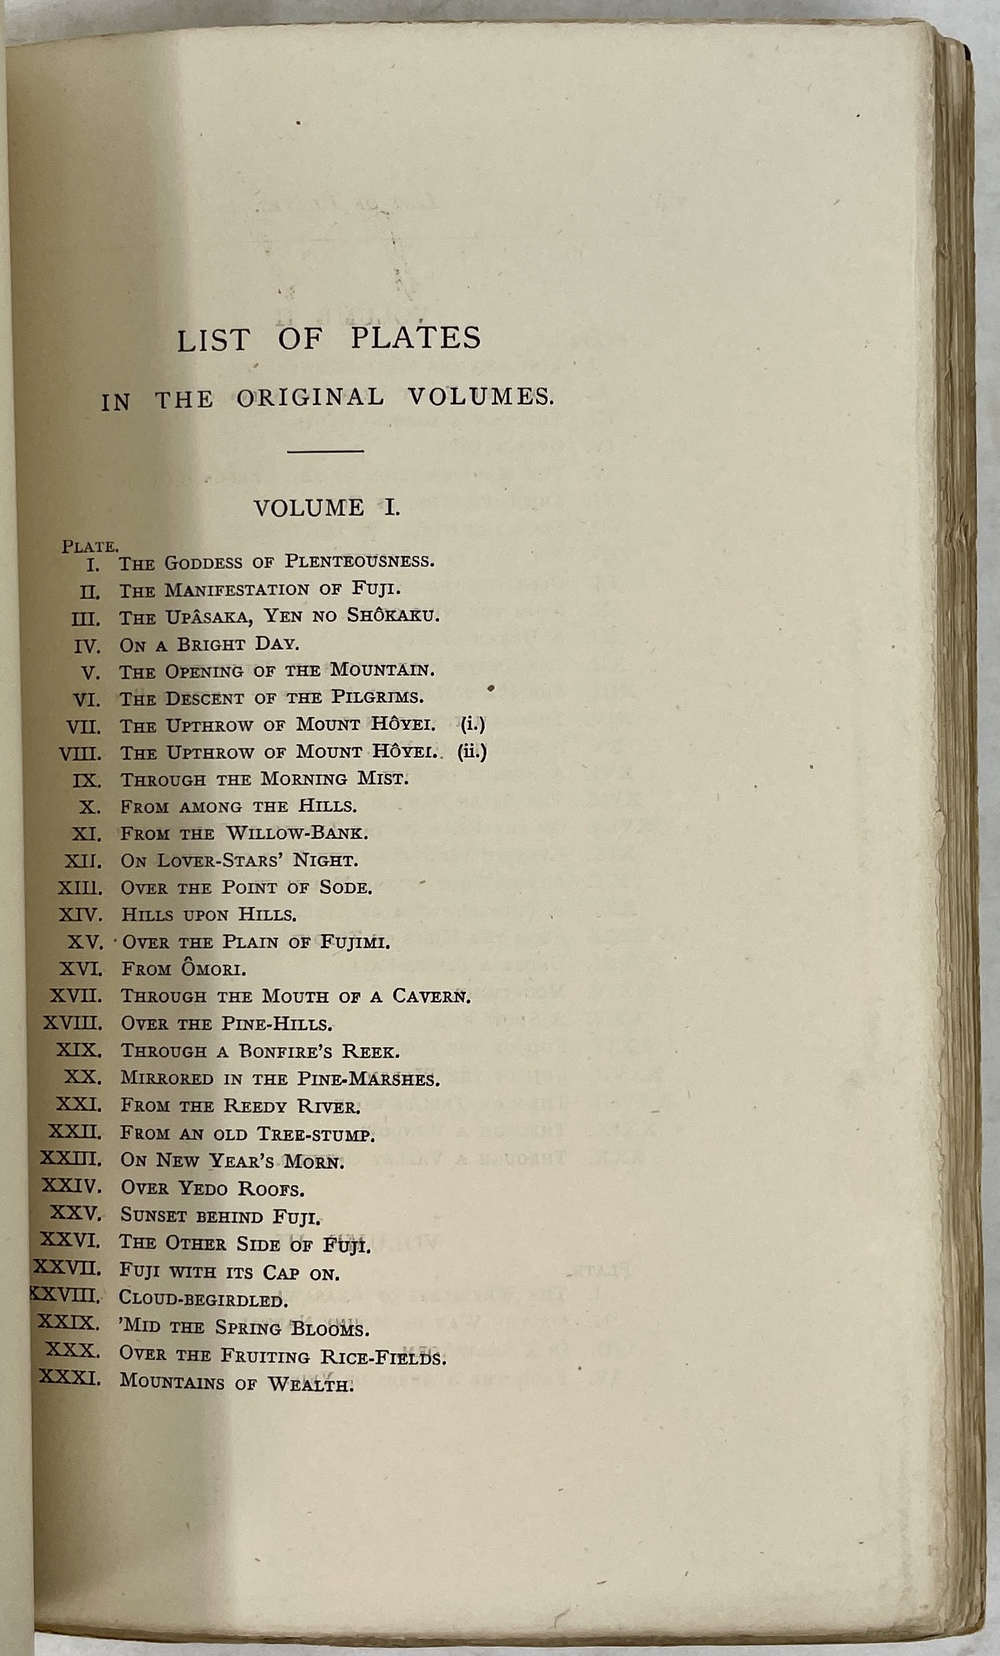 LIST OF PLATES
IN THE ORIGINAL VOLUMES.
VOLUME I.
PLATE.
I. THE GODDESS OF PLENTEOUSNESS.
II. THE MANIFESTATION OF FUJI.
III. THE UPÂSAKA, YEN NO SHÔKAKU.
IV. ON A BRIGHT DAY.
V. THE OPENING OF THE MOUNTAIN.
VI. THE DESCENT OF THE PILGRIMS.
VII. THE UPTHROW OF MOUNT HÔYEI. (i.)
VIII. THE UPTHROW OF MOUNT HÔYEI. (ii.)
IX. THROUGH THE MORNING MIST.
X. FROM AMONG THE HILLS.
XI. FROM THE WILLOW-BANK.
XII. ON LOVER-STARS' NIGHT.
XIII. OVER THE POINT OF SODE.
XIV. HILLS UPON HILLS.
XV. OVER THE PLAIN OF FUJIMI.
XVI. FROM ÔMORI.
XVII. THROUGH THE MOUTH OF A CAVERN.
XVIII. OVER THE PINE-HILLS.
XIX. THROUGH A BONFIRE'S REEK.
XX. MIRRORED IN THE PINE-MARSHES.
XXI. FROM THE REEDY RIVER.
XXII. FROM AN OLD TREE-STUMP.
XXIII. ON NEW YEAR'S MORN.
XXIV. OVER YEDO ROOFS.
XXV. SUNSET BEHIND FUJI.
XXVI. THE OTHER SIDE OF FUJI.
XXVII. FUJI WITH ITS CAP ON.
XXVIII. CLOUD-BEGIRDLED.
XXIX. 'MID THE SPRING BLOOMS.
XXX. OVER THE FRUITING RICE-FIELDS.
XXXI. MOUNTAINS OF WEALTH.